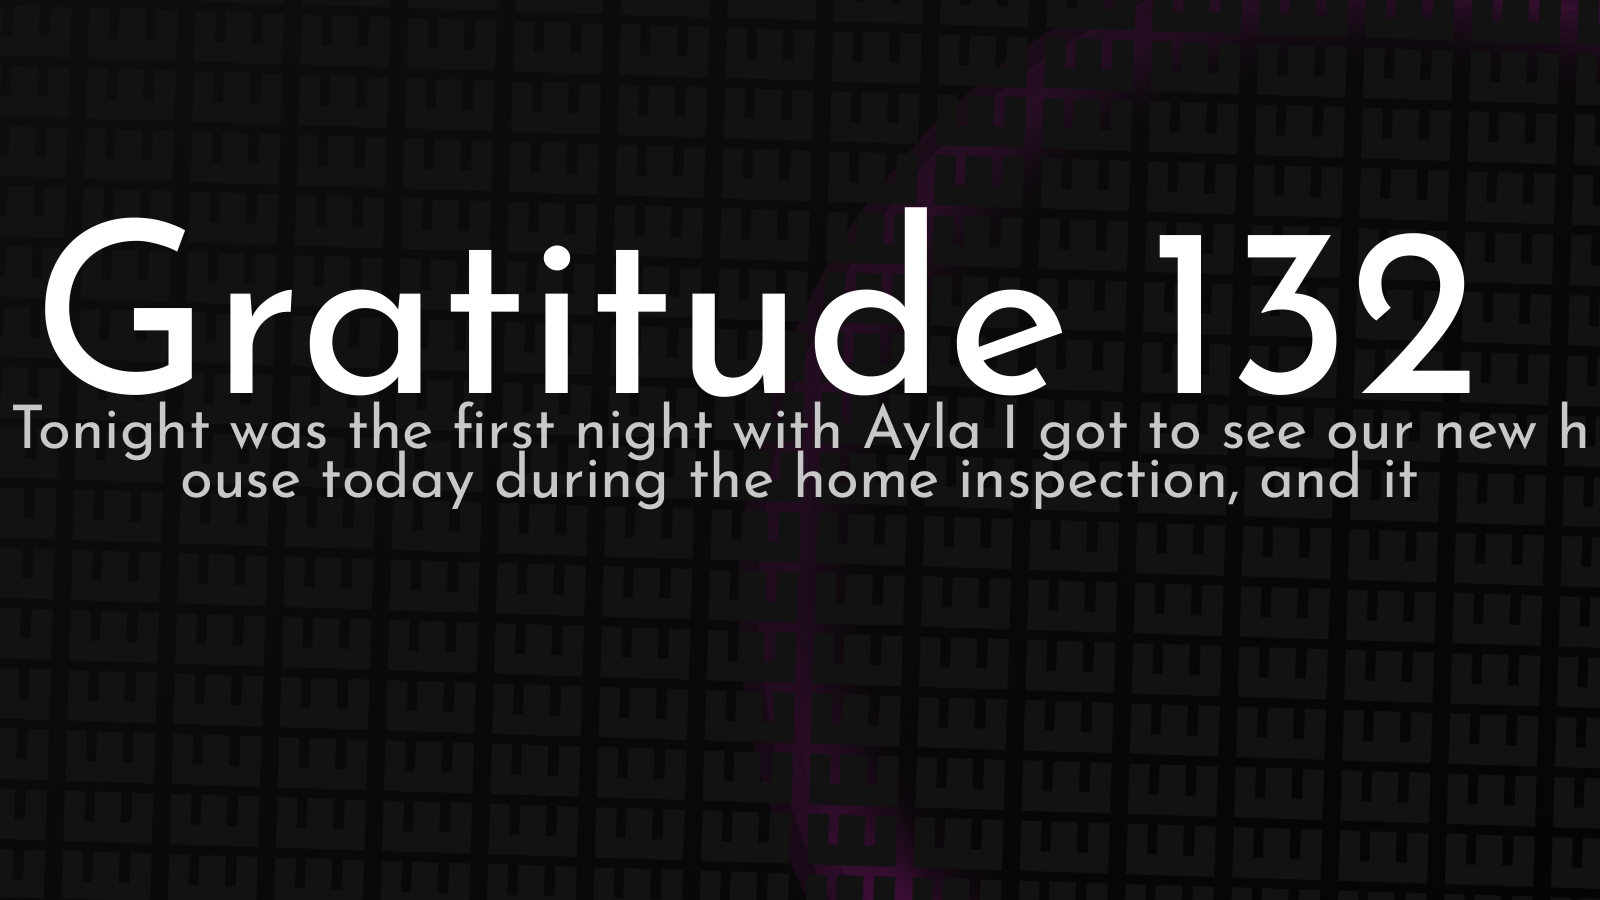 Gratitude 132
Tonight was the first night with Ayla I got to see our new h
ouse today during the home inspection, and it